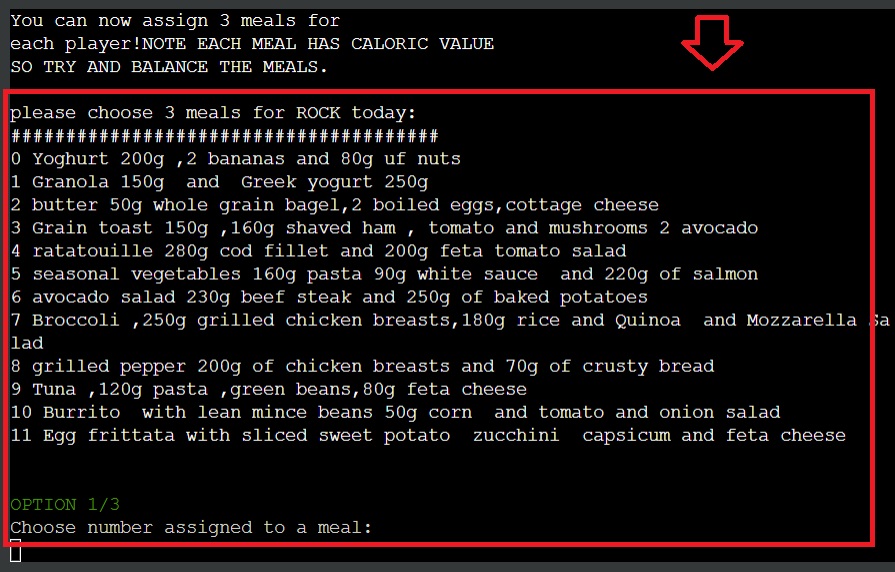 You can now assign 3 meals for
each player!NOTE EACH MEAL HAS CALORIC VALUE
SO TRY AND BALANCE THE MEALS.
please choose 3 meals for ROCK today:
#######################################
0 Yoghurt 200g ,2 bananas and 80g uf nuts
1 Granola 150g  and  Greek yogurt 250g
2 butter 50g whole grain bagel,2 boiled eggs,cottage cheese
3 Grain toast 150g ,160g shaved ham , tomato and mushrooms 2 avocado
4 ratatouille 280g cod fillet and 200g feta tomato salad
5 seasonal vegetables 160g pasta 90g white sauce  and 220g of salmon
6 avocado salad 230g beef steak and 250g of baked potatoes
7 Broccoli ,250g grilled chicken breasts,180g rice and Quinoa  and Mozzarella Sa
lad
8 grilled pepper 200g of chicken breasts and 70g of crusty bread
9 Tuna ,120g pasta ,green beans,80g feta cheese
10 Burrito  with lean mince beans 50g corn  and tomato and onion salad
11 Egg frittata with sliced sweet potato  zucchini  capsicum and feta cheese
OPTION 1/3
Choose number assigned to a meal: